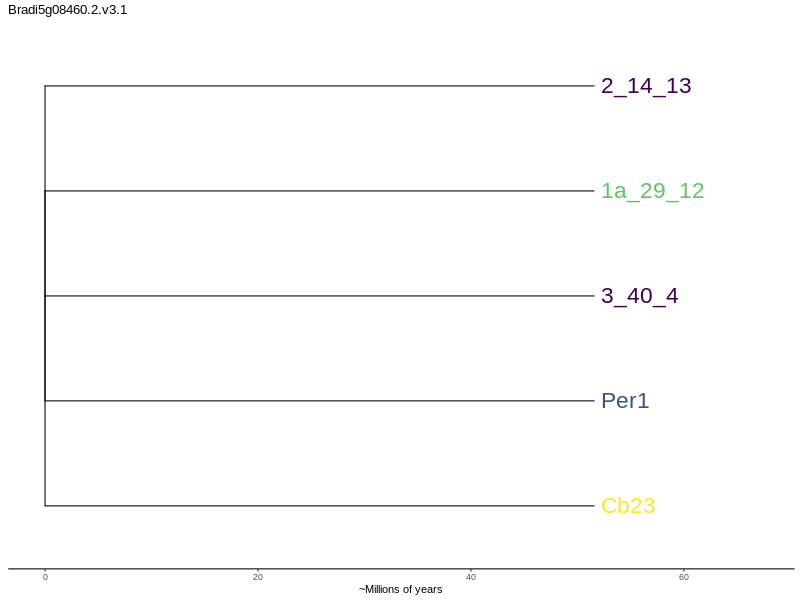 Bradi5g08460.2.v3.1
2_14_13
1a_29_12
3_40_4
Per1
Cb23
0 20 40 60
~Millions of years